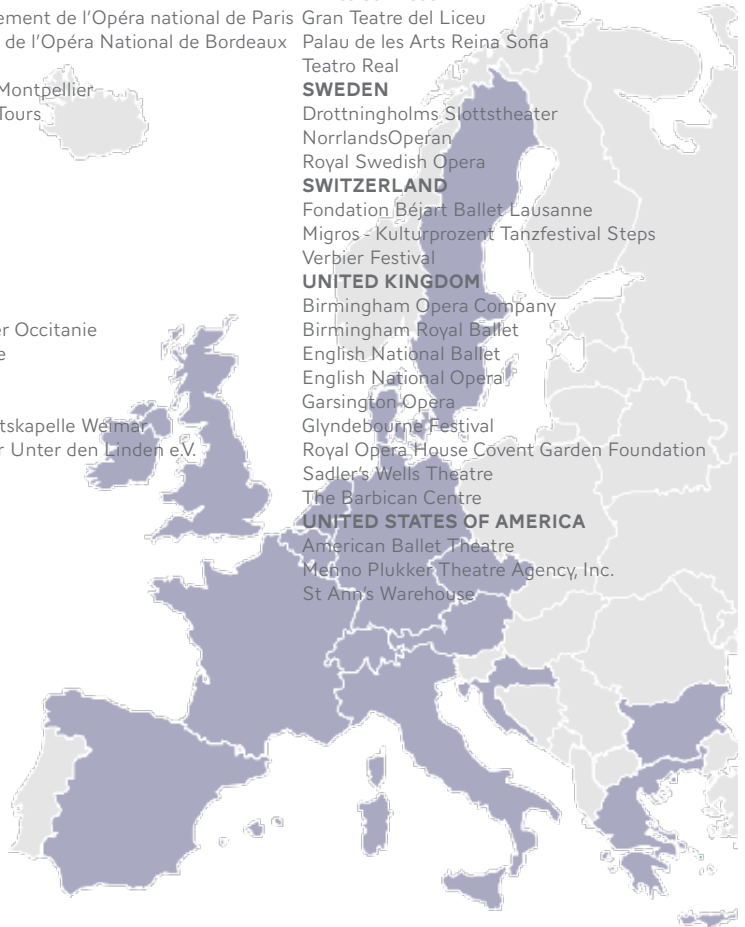 ement de l'Opéra national de Paris
de l'Opéra National de Bordeaux
Montpellier
Tours
er Occitanie
e
tskapelle Weimar
r Unter den Linden e.V.
Gran Teatre del Liceu
Palau de les Arts Reina Sofia
Teatro Real
SWEDEN
Drottningholms Slottstheater
NorrlandsOperan
Royal Swedish Opera
SWITZERLAND
Fondation Béjart Ballet Lausanne
Migros - Kulturprozent Tanzfestival Steps
Verbier Festival
UNITED KINGDOM
Birmingham Opera Company
Birmingham Royal Ballet
English National Ballet
English National Opera
Garsington Opera
Glyndebourne Festival
Royal Opera House Covent Garden Foundation
Sadler's Wells Theatre
The Barbican Centre
UNITED STATES OF AMERICA
American Ballet Theatre
Menno Plukker Theatre Agency, Inc.
St Ann's Warehouse